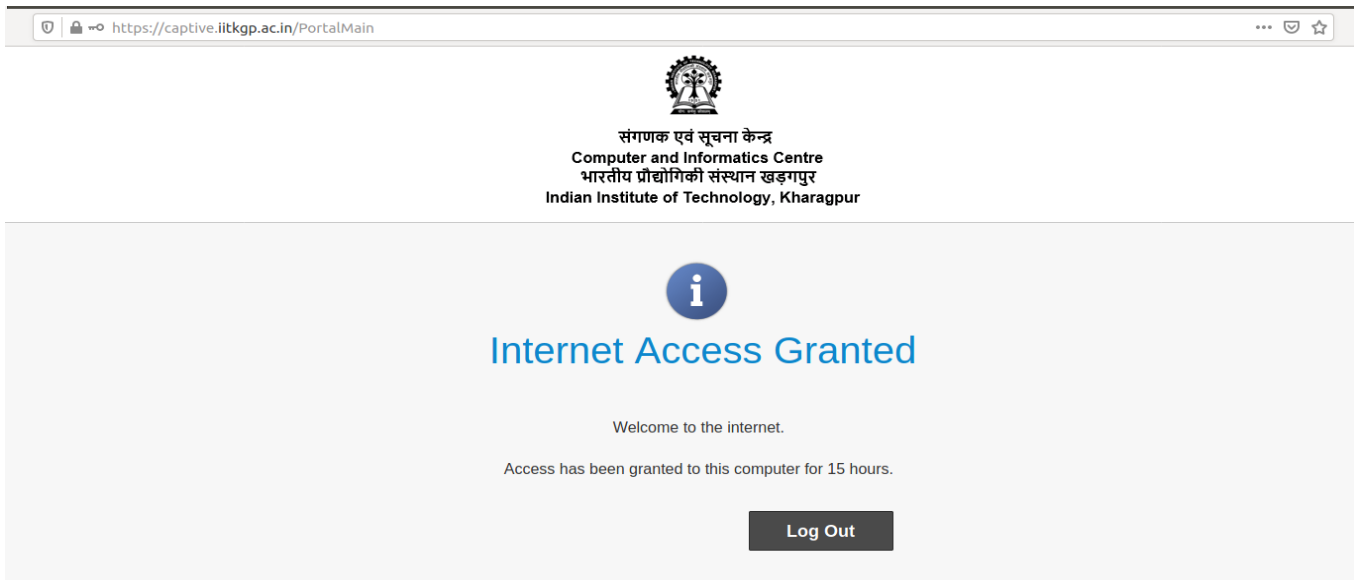 https://captive.iitkgp.ac.in/PortalMain
संगणक एवं सूचना केन्द्र
Computer and Informatics Centre
भारतीय प्रौद्योगिकी संस्थान खड़गपुर
Indian Institute of Technology, Kharagpur
Internet Access Granted
Welcome to the internet.
Access has been granted to this computer for 15 hours.
Log Out